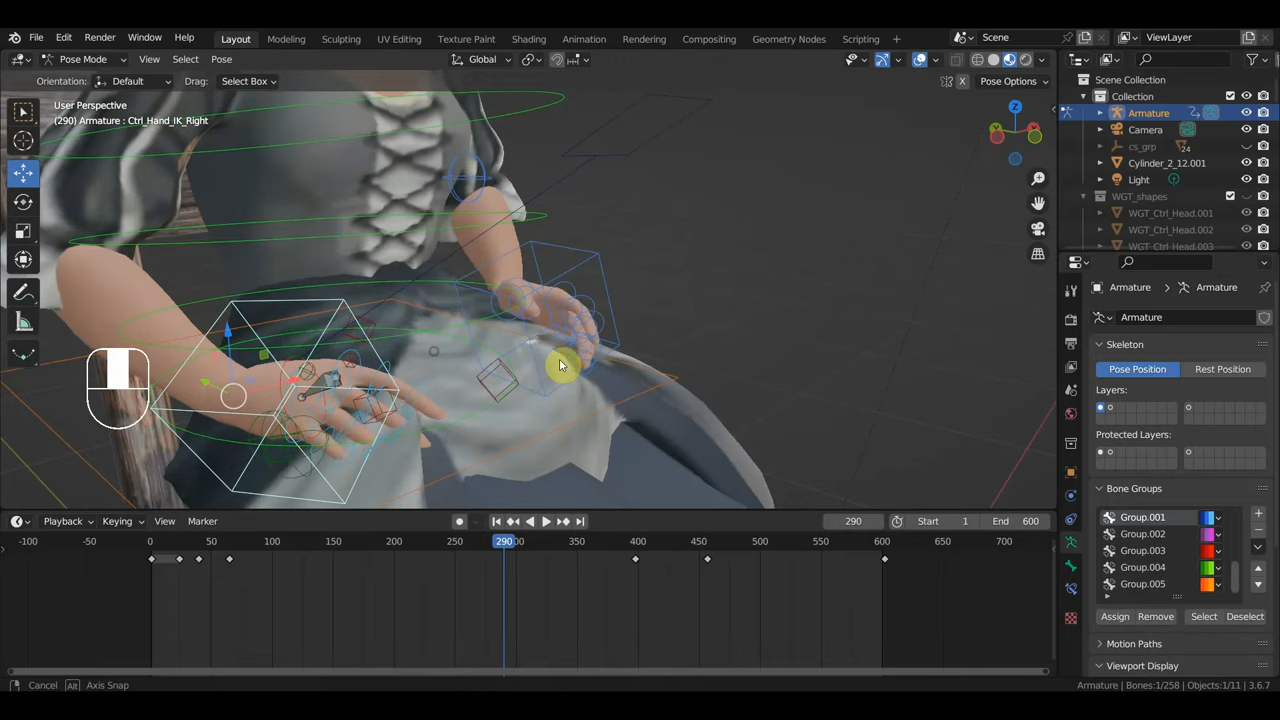 File Edit Render Window Help Layout Modeling Sculpting UV Editing Texture Paint Shading Animation Rendering Compositing Geometry Nodes Scripting + Scene ViewLayer
Pose Mode View Select Pose Global
Orientation: Default Drag: Select Box X Pose Options
User Perspective
(290) Armature : Ctrl_Hand_IK_Right
Z
Scene Collection
Collection
Armature
Camera
cs_grp 24
Cylinder_2_12.001
Light
WGT_shapes
WGT_Ctrl_Head.001
WGT_Ctrl_Head.002
WGT_Ctrl_Head.003
Armature > Armature
Armature
Skeleton
Pose Position Rest Position
Layers:
Protected Layers:
Bone Groups
Group.001
Group.002
Group.003
Group.004
Group.005
Assign Remove Select Deselect
Motion Paths
Viewport Display
Playback Keying View Marker 290 Start 1 End 600
-100 -50 0 50 100 150 200 250 290 300 350 400 450 500 550 600 650 700
Cancel Alt Axis Snap Armature | Bones:1/258 | Objects:1/11 | 3.6.7